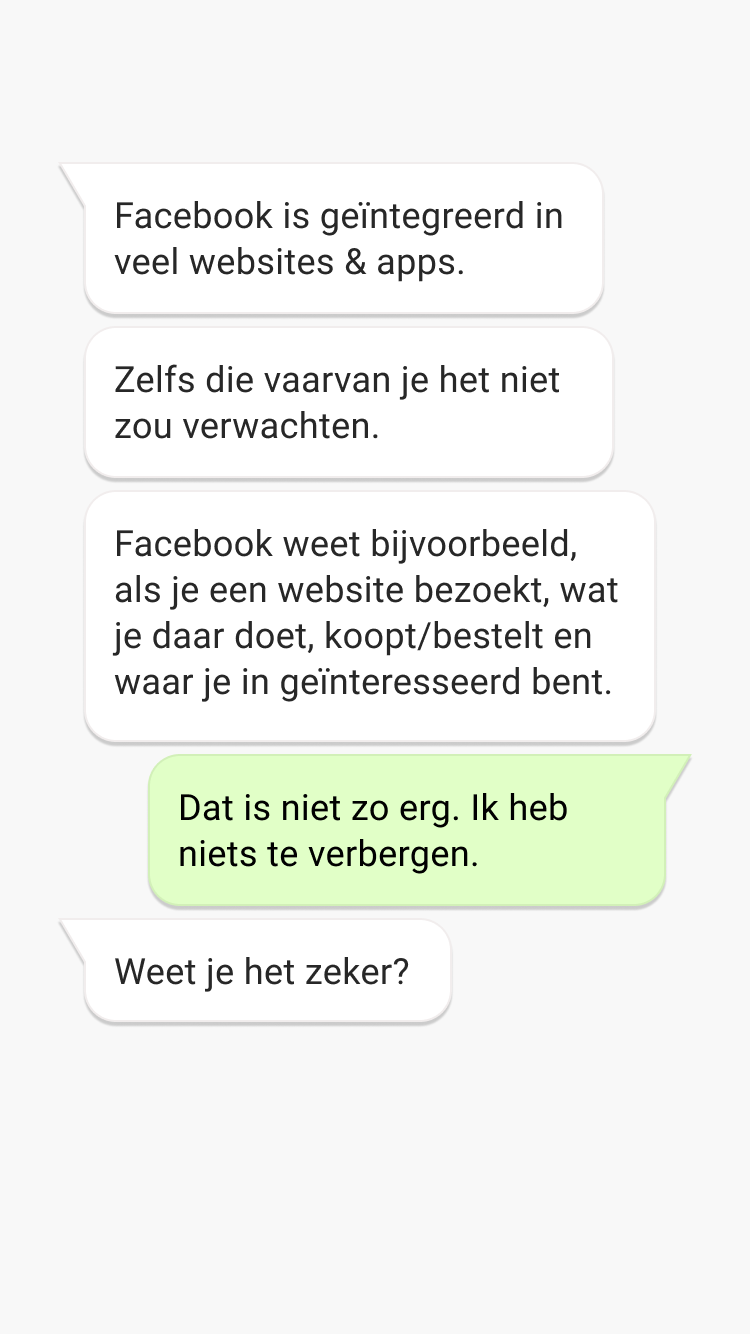 Facebook is geïntegreerd in
veel websites & apps.
Zelfs die vaarvan je het niet
zou verwachten.
Facebook weet bijvoorbeeld,
als je een website bezoekt, wat
je daar doet, koopt/bestelt en
waar je in geïnteresseerd bent.
Dat is niet zo erg. Ik heb
niets te verbergen.
Weet je het zeker?